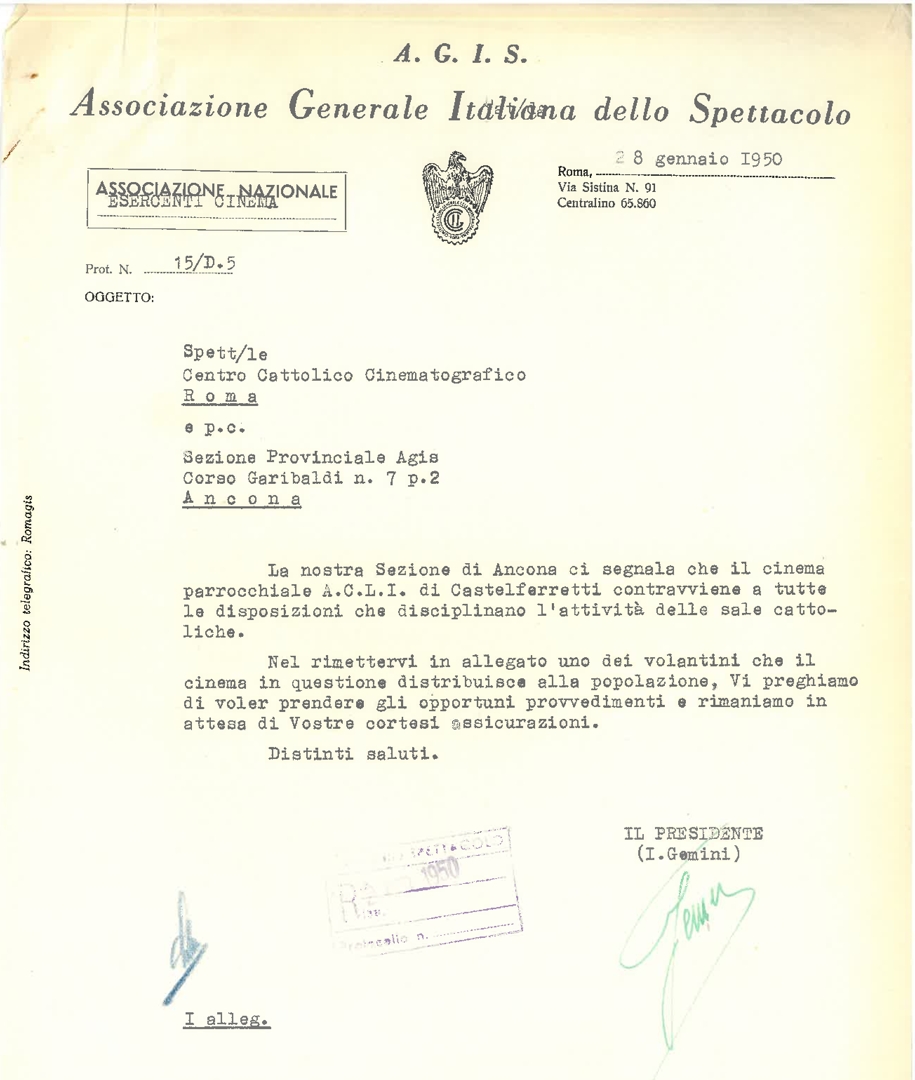 A. G. I. S.
Associazione Generale Italiana dello Spettacolo
28 gennaio I950
Roma,
Via Sistina N. 91
Centralino 65.860
ASSOCIAZIONE NAZIONALE
ESERCENTI CINEMA
Prot. N. 15/D.5
OGGETTO:
Spett/le
Centro Cattolico Cinematografico
R o m a
e p.c.
Sezione Provinciale Agis
Corso Garibaldi n. 7 p.2
A n c o n a
Indirizzo telegrafico: Romagis
La nostra Sezione di Ancona ci segnala che il cinema
parrocchiale A.C.L.I. di Castelferretti contravviene a tutte
le disposizioni che disciplinano l'attività delle sale catto-
liche.
Nel rimettervi in allegato uno dei volantini che il
cinema in questione distribuisce alla popolazione, Vi preghiamo
di voler prendere gli opportuni provvedimenti e rimaniamo in
attesa di Vostre cortesi assicurazioni.
Distinti saluti.
IL PRESIDENTE
(I.Gemini)
SPETTACOLO
1950
Protocollo n.
I alleg.